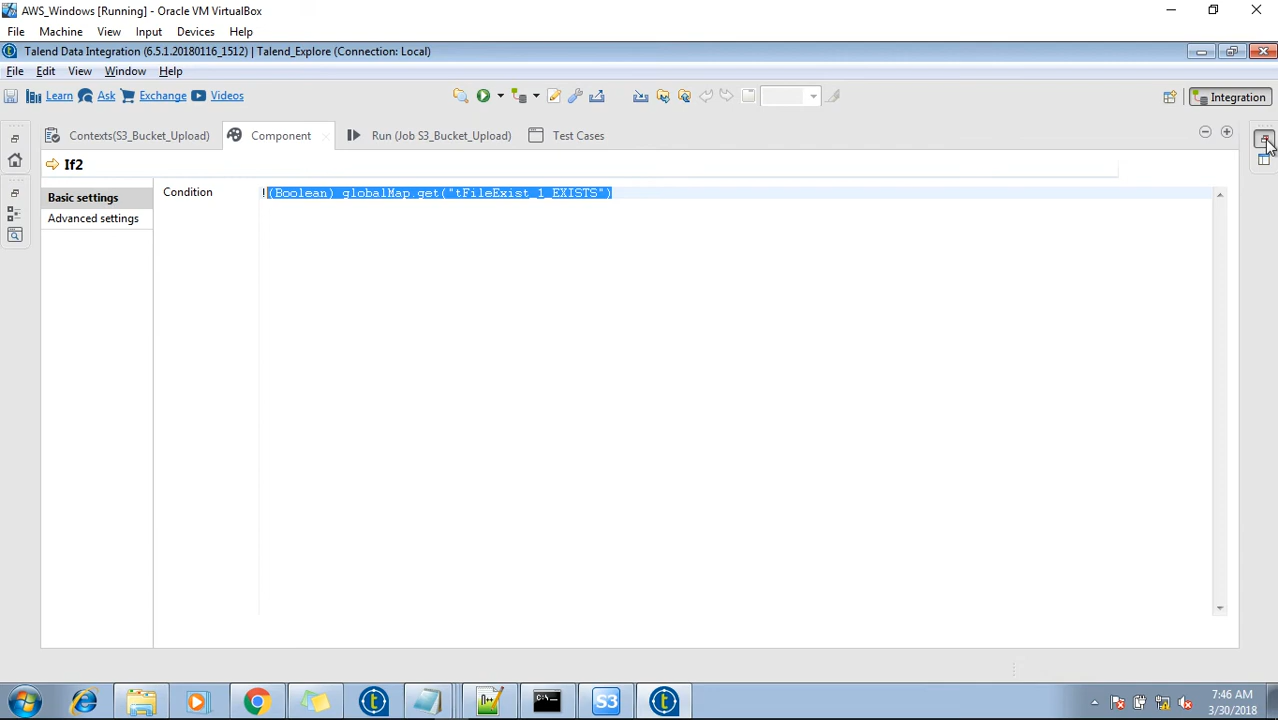 AWS_Windows [Running] - Oracle VM VirtualBox
File Machine View Input Devices Help
Talend Data Integration (6.5.1.20180116_1512) | Talend_Explore (Connection: Local)
File Edit View Window Help
Learn Ask Exchange Videos
Integration
Contexts(S3_Bucket_Upload) Component Run (Job S3_Bucket_Upload) Test Cases
If2
Basic settings
Advanced settings
Condition
!(Boolean) globalMap.get("tFileExist_1_EXISTS")
S3
7:46 AM
3/30/2018